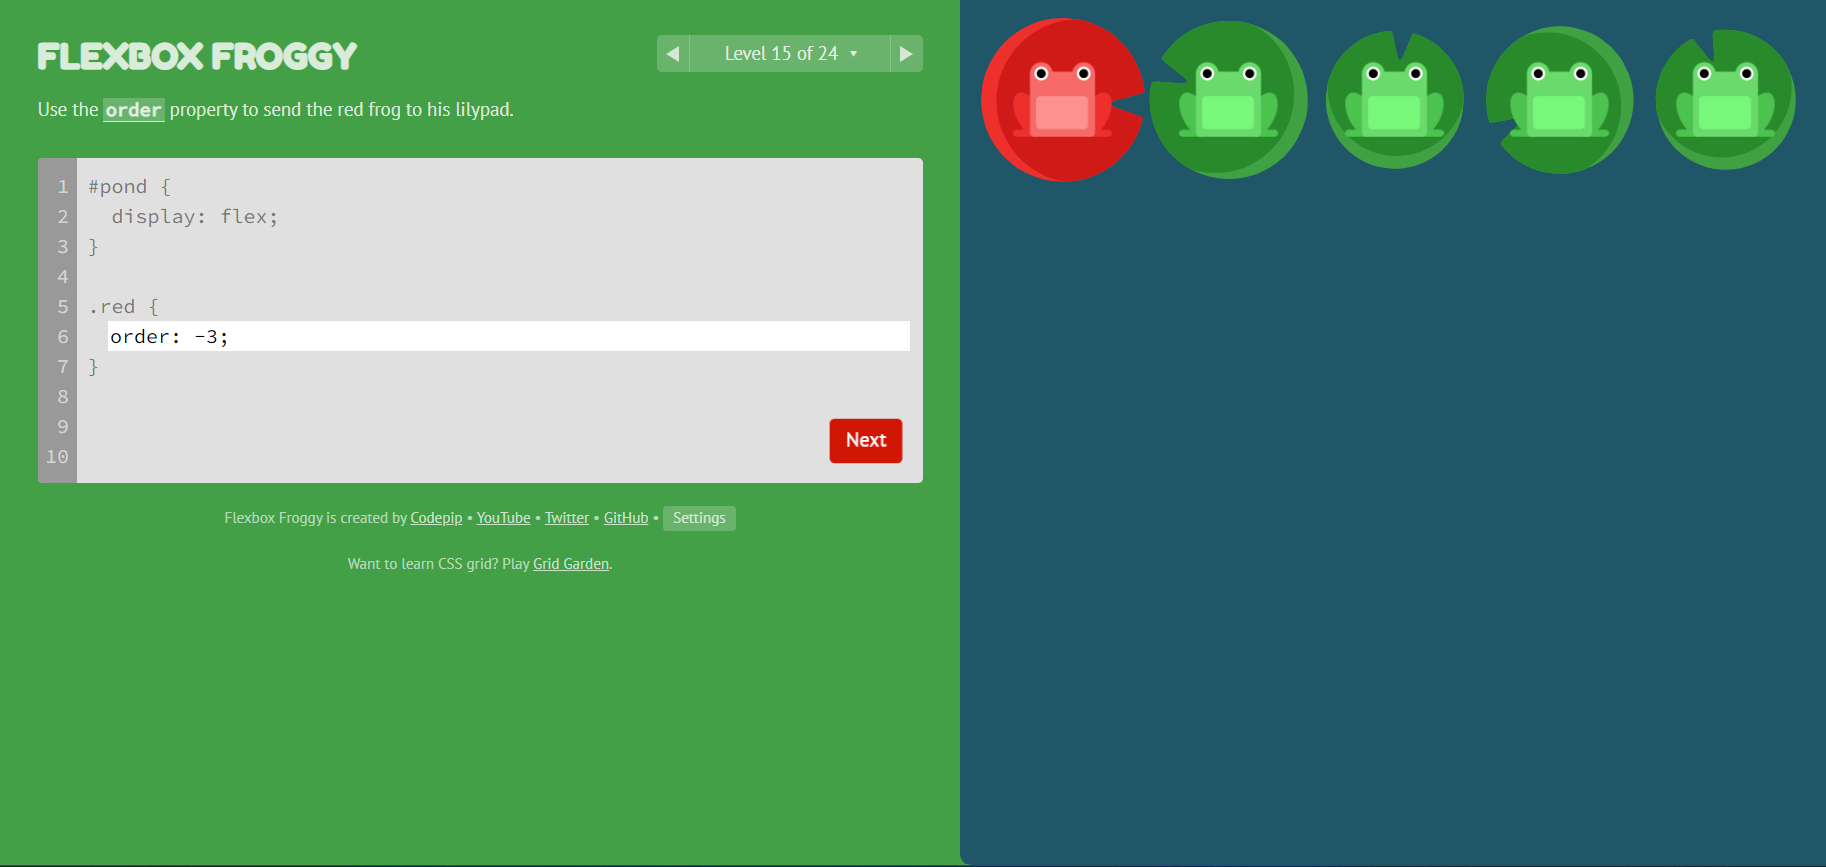 FLEXBOX FROGGY
◀ Level 15 of 24 ▾ ▶
Use the order property to send the red frog to his lilypad.
1 #pond {
2   display: flex;
3 }
4
5 .red {
6   order: -3;
7 }
8
9
10
Next
Flexbox Froggy is created by Codepip • YouTube • Twitter • GitHub • Settings
Want to learn CSS grid? Play Grid Garden.